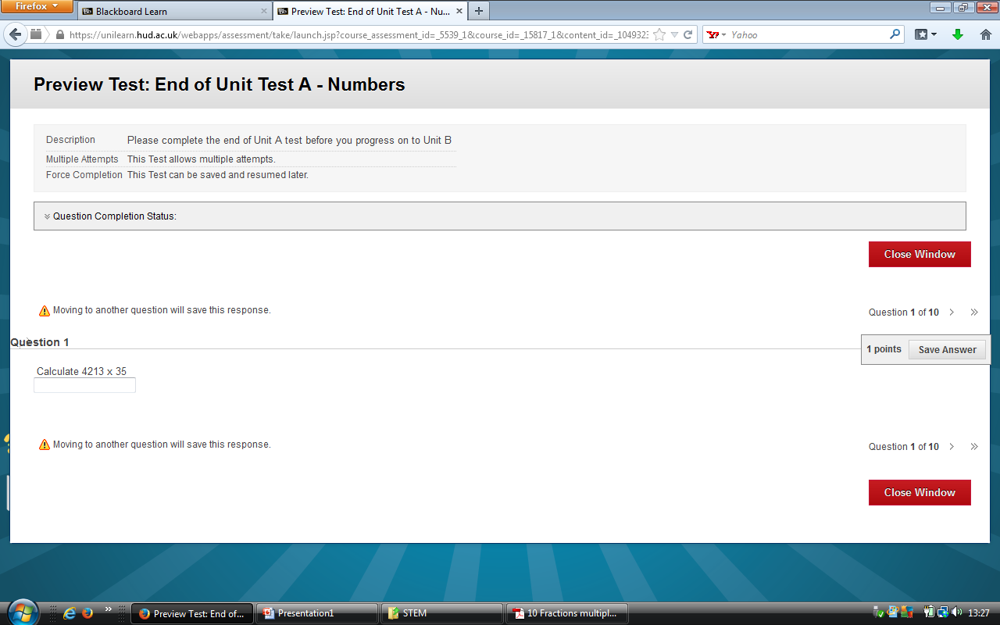 Firefox
Blackboard Learn
Preview Test: End of Unit Test A - Nu...
https://unilearn.hud.ac.uk/webapps/assessment/take/launch.jsp?course_assessment_id=_5539_1&course_id=_15817_1&content_id=_1049323
Yahoo
Preview Test: End of Unit Test A - Numbers
Description Please complete the end of Unit A test before you progress on to Unit B
Multiple Attempts This Test allows multiple attempts.
Force Completion This Test can be saved and resumed later.
Question Completion Status:
Close Window
Moving to another question will save this response.
Question 1 of 10 > »
Question 1
1 points Save Answer
Calculate 4213 x 35
Moving to another question will save this response.
Question 1 of 10 > »
Close Window
Preview Test: End of...
Presentation1
STEM
10 Fractions multipl...
13:27